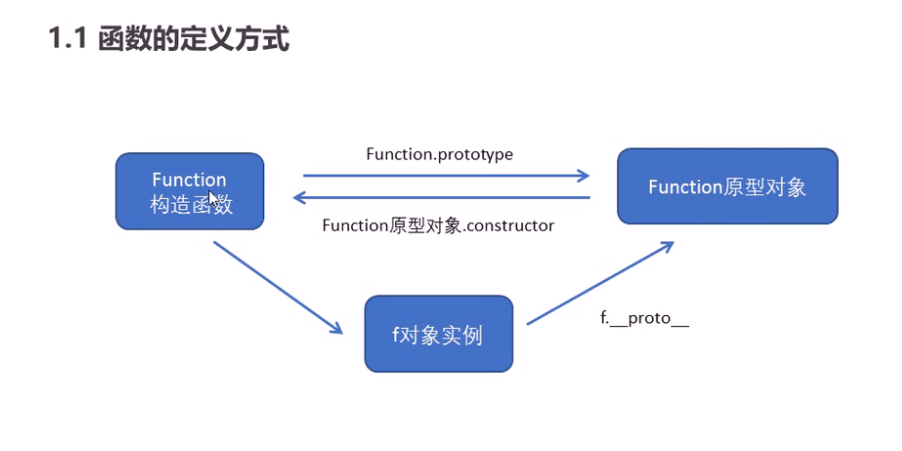 1.1 函数的定义方式
Function.prototype
Function
构造函数
Function原型对象
Function原型对象.constructor
f对象实例
f.__proto__